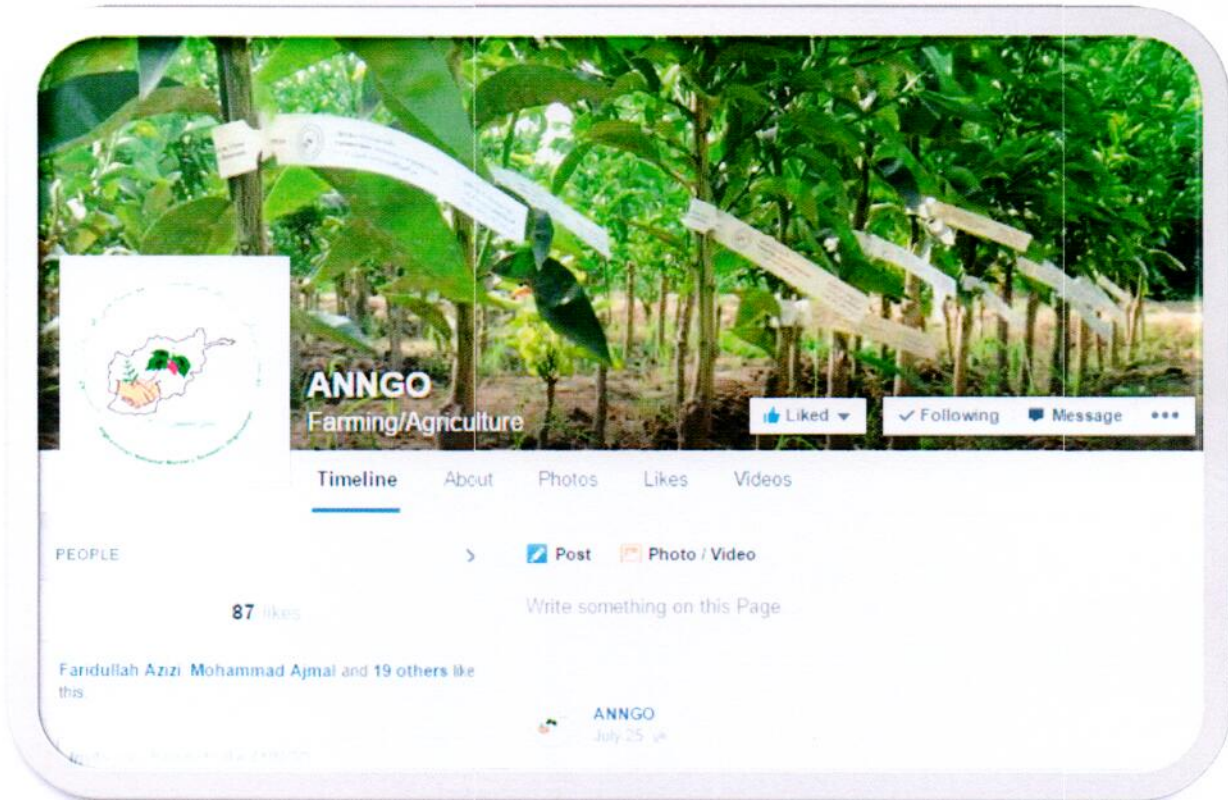 ANNGO
Farming/Agriculture
Liked
Following
Message
Timeline
About
Photos
Likes
Videos
PEOPLE
Post
Photo / Video
87 likes
Write something on this Page...
Faridullah Azizi, Mohammad Ajmal and 19 others like
this
ANNGO
July 25